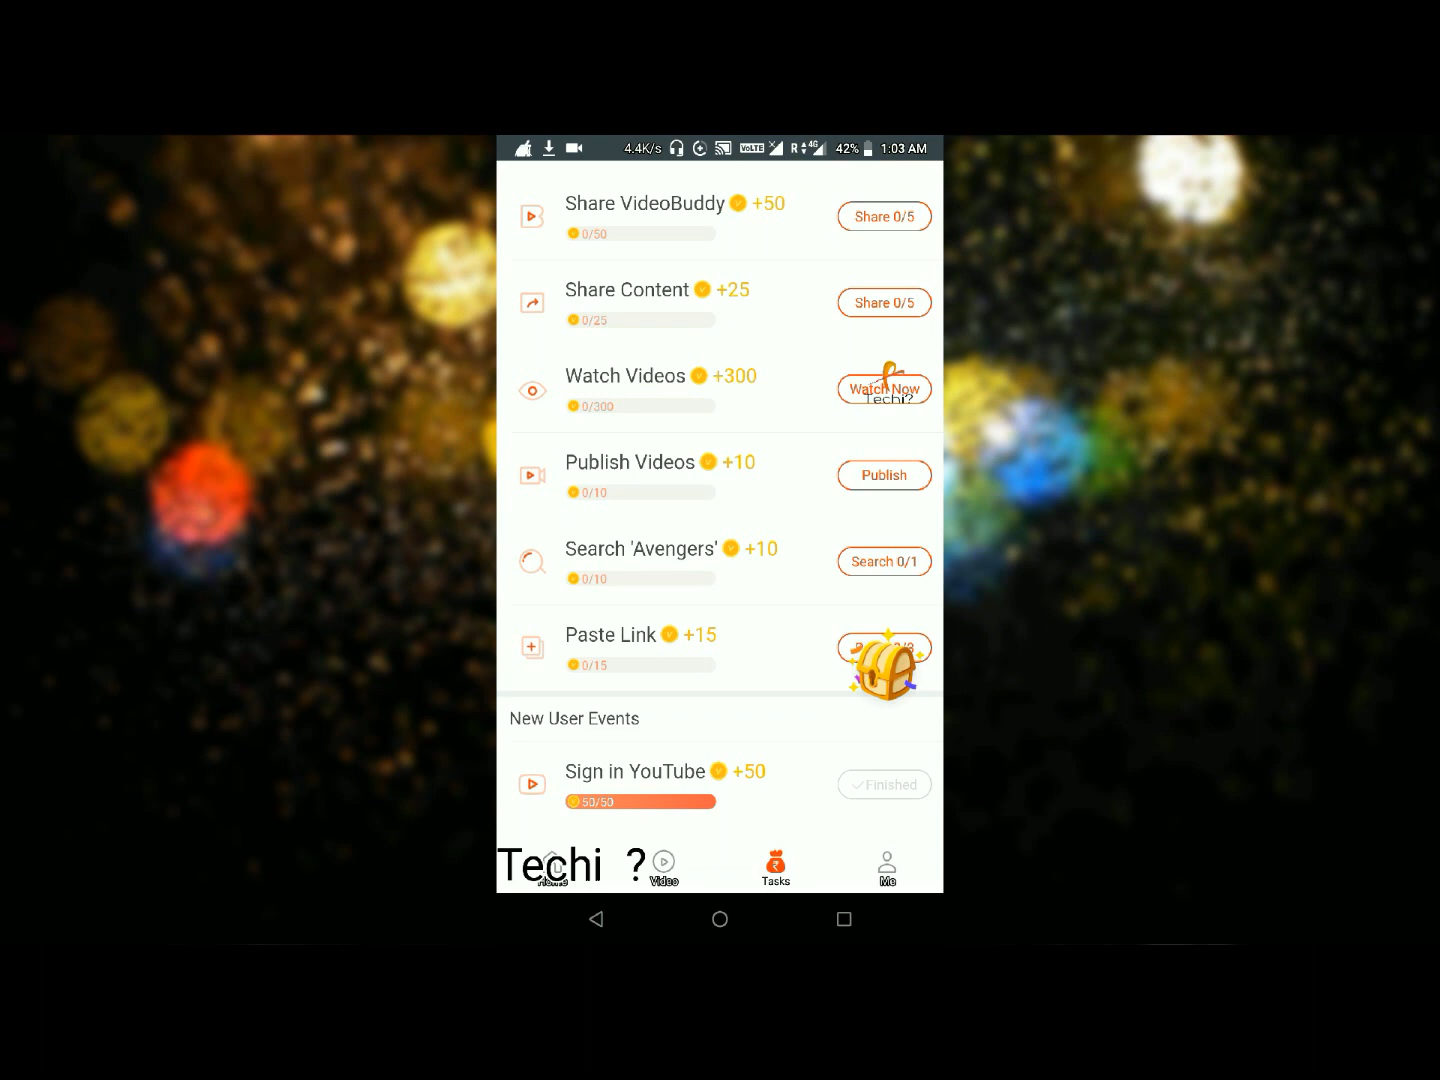 4.4K/s VoLTE R 4G 42% 1:03 AM
Share VideoBuddy +50
0/50
Share 0/5
Share Content +25
0/25
Share 0/5
Watch Videos +300
0/300
Watch Now
Techi?
Publish Videos +10
0/10
Publish
Search 'Avengers' +10
0/10
Search 0/1
Paste Link +15
0/15
New User Events
Sign in YouTube +50
50/50
Finished
Techi ?
Home
Video
Tasks
Me